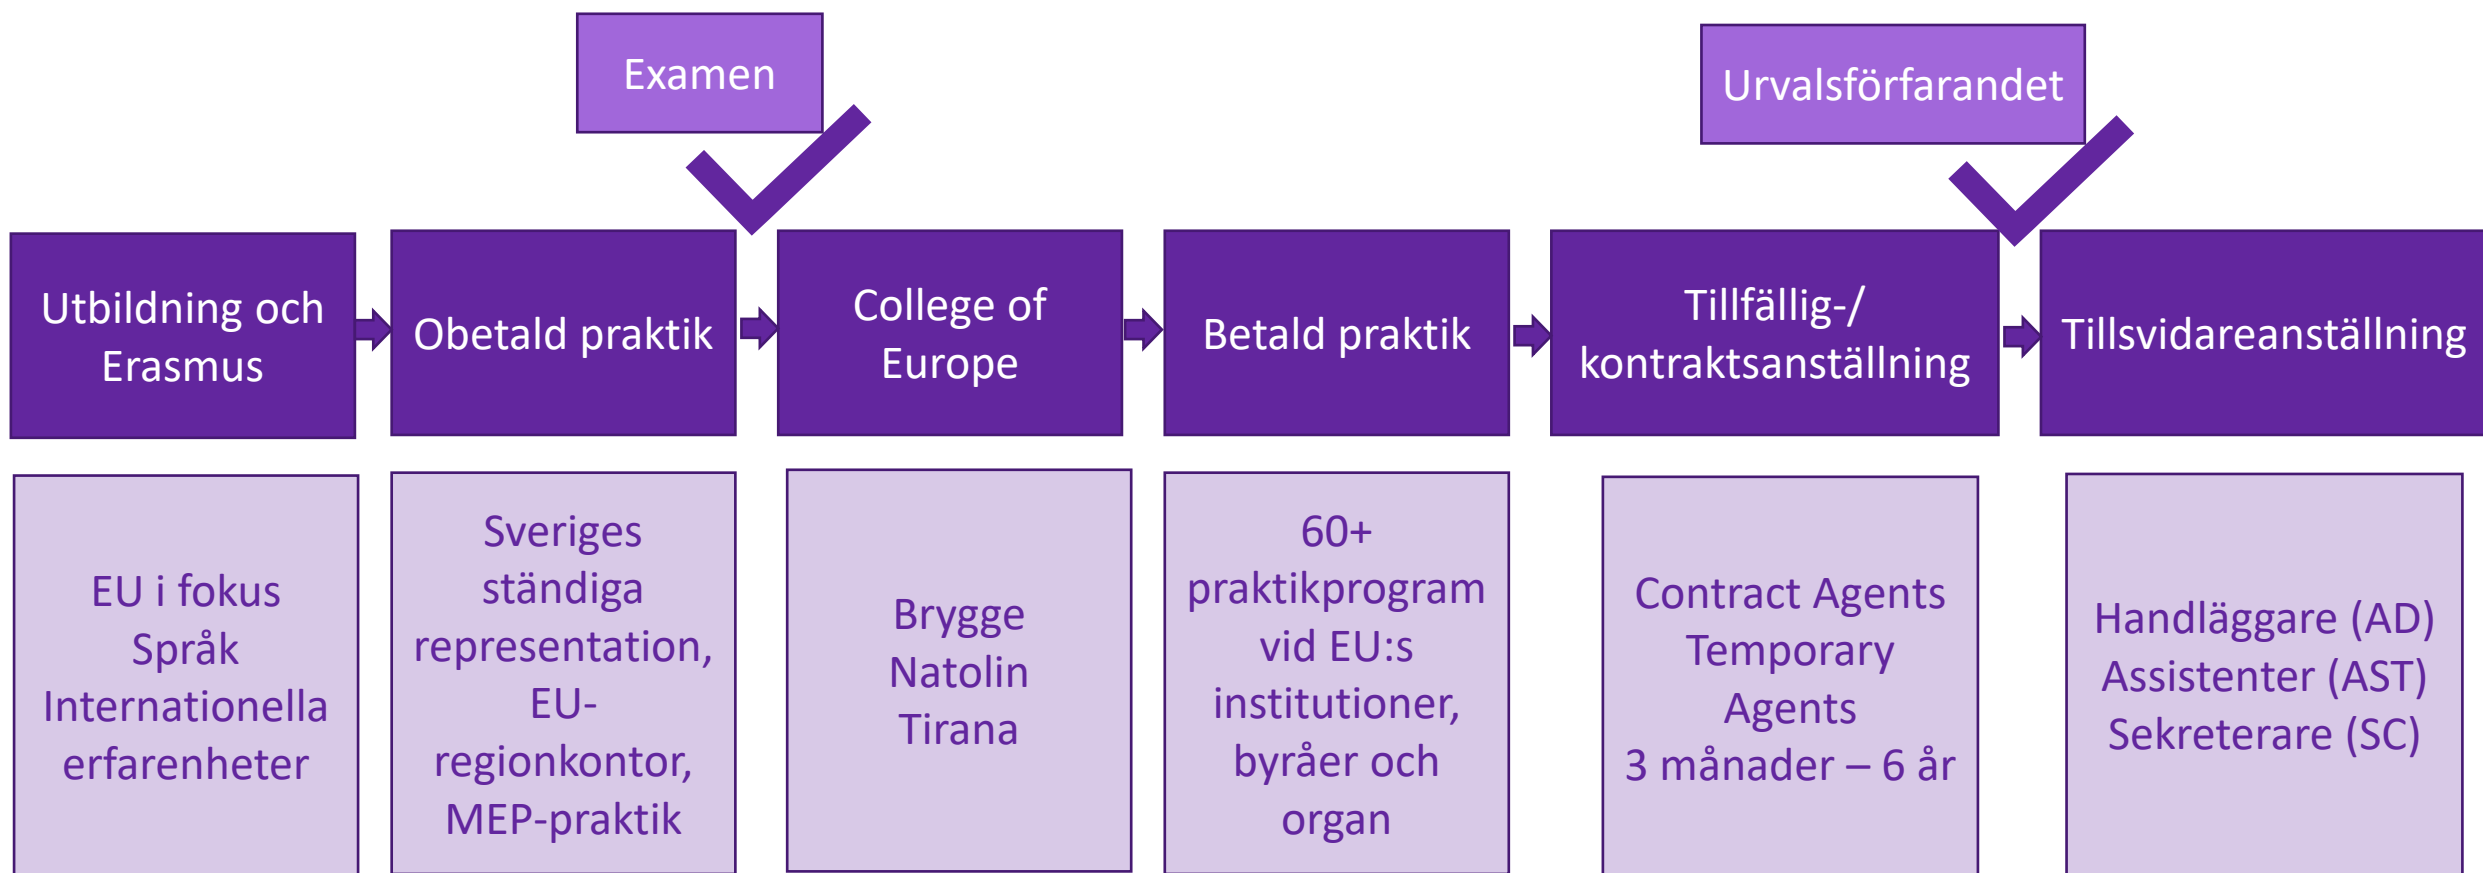 Examen
Urvalsförfarandet
Utbildning och
Erasmus
Obetald praktik
College of
Europe
Betald praktik
Tillfällig-/
kontraktsanställning
Tillsvidareanställning
EU i fokus
Språk
Internationella
erfarenheter
Sveriges
ständiga
representation,
EU-
regionkontor,
MEP-praktik
Brygge
Natolin
Tirana
60+
praktikprogram
vid EU:s
institutioner,
byråer och
organ
Contract Agents
Temporary
Agents
3 månader – 6 år
Handläggare (AD)
Assistenter (AST)
Sekreterare (SC)